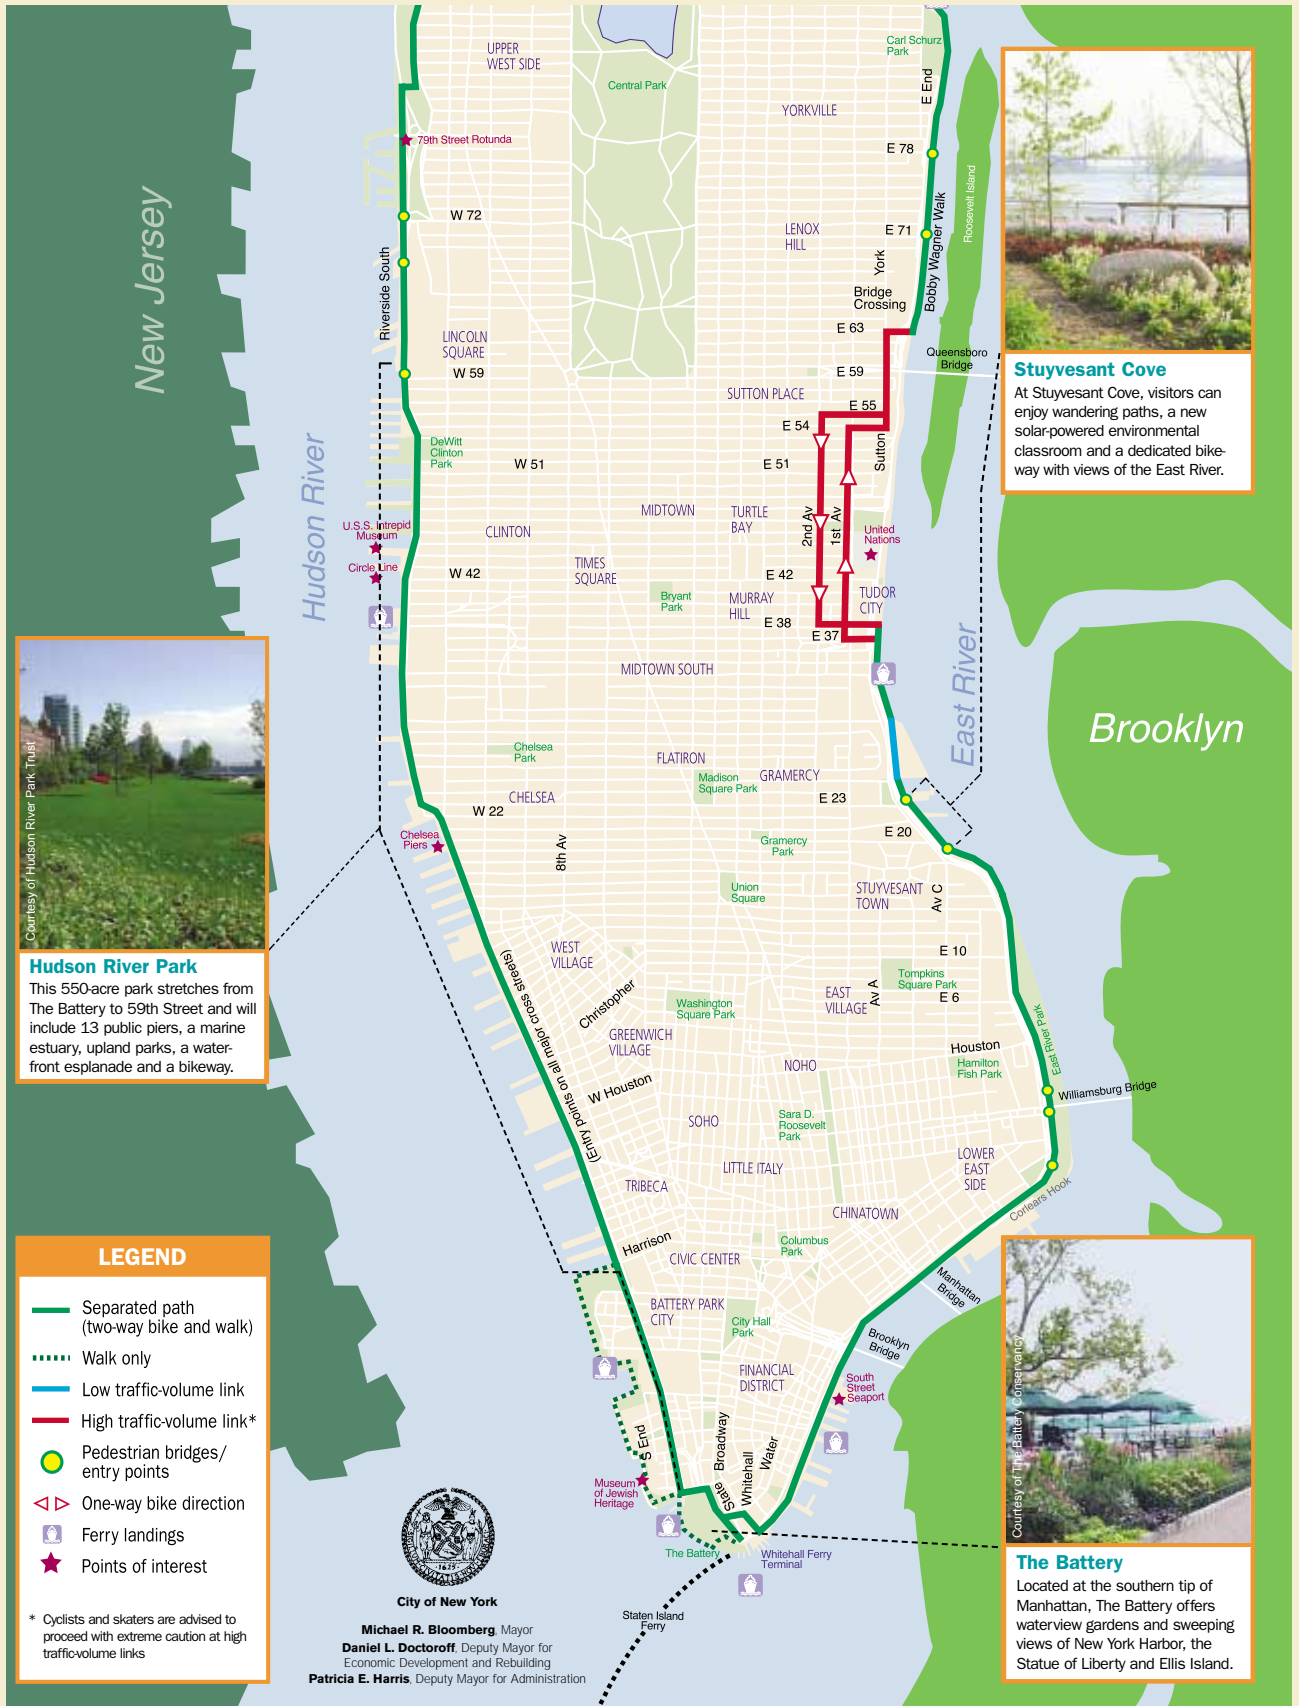 UPPER
WEST SIDE
Central Park
Carl Schurz
Park
E End
YORKVILLE
79th Street Rotunda
E 78
New Jersey
Roosevelt Island
W 72
LENOX
HILL
E 71
Bobby Wagner Walk
York
Riverside South
Bridge
Crossing
LINCOLN
SQUARE
E 63
Queensboro
Bridge
W 59
E 59
SUTTON PLACE
E 55
E 54
Sutton
DeWitt
Clinton
Park
W 51
E 51
Hudson River
U.S.S. Intrepid
Museum
Circle Line
CLINTON
MIDTOWN
TURTLE
BAY
2nd Av
1st Av
United
Nations
W 42
TIMES
SQUARE
E 42
Bryant
Park
MURRAY
HILL
TUDOR
CITY
E 38
E 37
MIDTOWN SOUTH
East River
Brooklyn
Chelsea
Park
FLATIRON
Madison
Square Park
GRAMERCY
CHELSEA
W 22
E 23
Chelsea
Piers
8th Av
Gramercy
Park
E 20
Union
Square
STUYVESANT
TOWN
Av C
WEST
VILLAGE
E 10
Tompkins
Square Park
(Entry points on all major cross streets)
Christopher
Washington
Square Park
EAST
VILLAGE
Av A
E 6
GREENWICH
VILLAGE
Houston
East River Park
NOHO
Hamilton
Fish Park
W Houston
Williamsburg Bridge
SOHO
Sara D.
Roosevelt
Park
LITTLE ITALY
LOWER
EAST
SIDE
TRIBECA
CHINATOWN
Corlears Hook
Harrison
Columbus
Park
CIVIC CENTER
Manhattan
Bridge
BATTERY PARK
CITY
City Hall
Park
Brooklyn
Bridge
FINANCIAL
DISTRICT
South
Street
Seaport
S End
Broadway
Water
Whitehall
State
Museum
of Jewish
Heritage
The Battery
Whitehall Ferry
Terminal
Staten Island
Ferry
Stuyvesant Cove
At Stuyvesant Cove, visitors can
enjoy wandering paths, a new
solar-powered environmental
classroom and a dedicated bike-
way with views of the East River.
Courtesy of Hudson River Park Trust
Hudson River Park
This 550-acre park stretches from
The Battery to 59th Street and will
include 13 public piers, a marine
estuary, upland parks, a water-
front esplanade and a bikeway.
LEGEND
Separated path
(two-way bike and walk)
Walk only
Low traffic-volume link
High traffic-volume link*
Pedestrian bridges/
entry points
One-way bike direction
Ferry landings
Points of interest
* Cyclists and skaters are advised to
proceed with extreme caution at high
traffic-volume links
City of New York
Michael R. Bloomberg, Mayor
Daniel L. Doctoroff, Deputy Mayor for
Economic Development and Rebuilding
Patricia E. Harris, Deputy Mayor for Administration
Courtesy of The Battery Conservancy
The Battery
Located at the southern tip of
Manhattan, The Battery offers
waterview gardens and sweeping
views of New York Harbor, the
Statue of Liberty and Ellis Island.